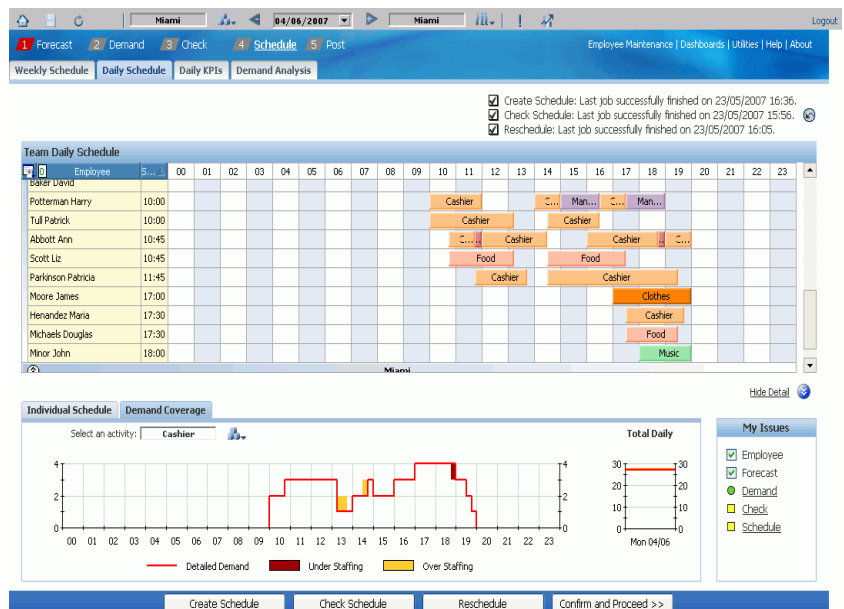 Miami 04/06/2007 Miami ! Logout
1 Forecast 2 Demand 3 Check 4 Schedule 5 Post Employee Maintenance | Dashboards | Utilities | Help | About
Weekly Schedule Daily Schedule Daily KPIs Demand Analysis
Create Schedule: Last job successfully finished on 23/05/2007 16:36.
Check Schedule: Last job successfully finished on 23/05/2007 15:56.
Reschedule: Last job successfully finished on 23/05/2007 16:05.
Team Daily Schedule
0 Employee S... 00 01 02 03 04 05 06 07 08 09 10 11 12 13 14 15 16 17 18 19 20 21 22 23
Baker David
Potterman Harry 10:00 Cashier C... Man... C... Man...
Tull Patrick 10:00 Cashier Cashier
Abbott Ann 10:45 C... Cashier Cashier C...
Scott Liz 10:45 Food Food
Parkinson Patricia 11:45 Cashier Cashier
Moore James 17:00 Clothes
Henandez Maria 17:30 Cashier
Michaels Douglas 17:30 Food
Minor John 18:00 Music
Miami
Hide Detail
Individual Schedule Demand Coverage
Select an activity: Cashier
Total Daily
4 4
2 2
0 0
00 01 02 03 04 05 06 07 08 09 10 11 12 13 14 15 16 17 18 19 20 21 22 23
Detailed Demand Under Staffing Over Staffing
30 30
20 20
10 10
0 0
Mon 04/06
My Issues
Employee
Forecast
Demand
Check
Schedule
Create Schedule Check Schedule Reschedule Confirm and Proceed >>